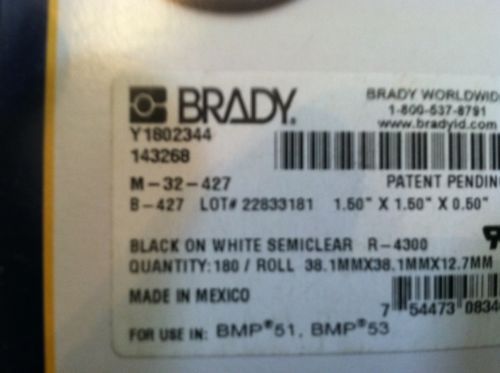 BRADY.
BRADY WORLDWIDE
1-800-537-8791
www.bradyid.com
Y1802344
143268
M-32-427
PATENT PENDING
B-427 LOT# 22833181 1.50" X 1.50" X 0.50"
BLACK ON WHITE SEMICLEAR R-4300
QUANTITY: 180 / ROLL 38.1MMX38.1MMX12.7MM
MADE IN MEXICO
7 54473 0834
FOR USE IN: BMP®51, BMP®53